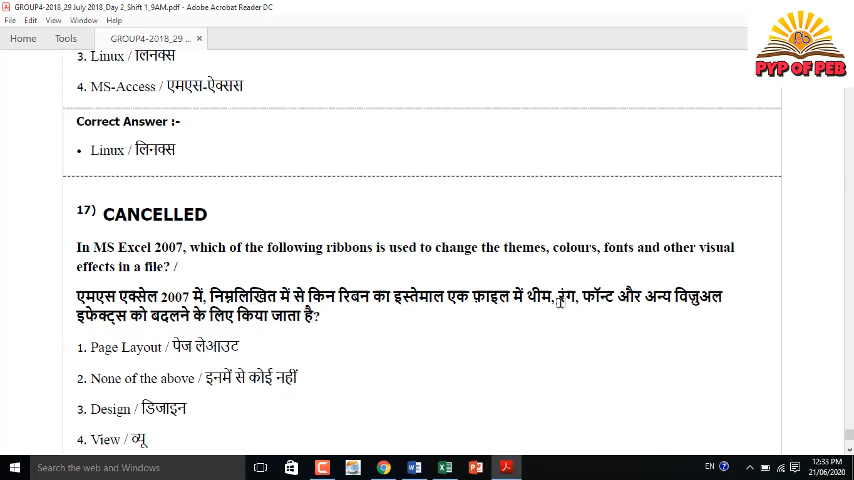 GROUP4-2018_29 July 2018_Day 2_Shift 1_9AM.pdf - Adobe Acrobat Reader DC
File Edit View Window Help
Home Tools GROUP4-2018_29 ... ×
3. Linux / लिनक्स
4. MS-Access / एमएस-ऐक्सस
Correct Answer :-
• Linux / लिनक्स
17) CANCELLED
In MS Excel 2007, which of the following ribbons is used to change the themes, colours, fonts and other visual
effects in a file? /
एमएस एक्सेल 2007 में, निम्नलिखित में से किन रिबन का इस्तेमाल एक फ़ाइल में थीम, रंग, फॉन्ट और अन्य विज़ुअल
इफेक्ट्स को बदलने के लिए किया जाता है?
1. Page Layout / पेज लेआउट
2. None of the above / इनमें से कोई नहीं
3. Design / डिजाइन
4. View / व्यू
PYP OF PEB
Search the web and Windows
EN
12:33 PM
21/06/2020